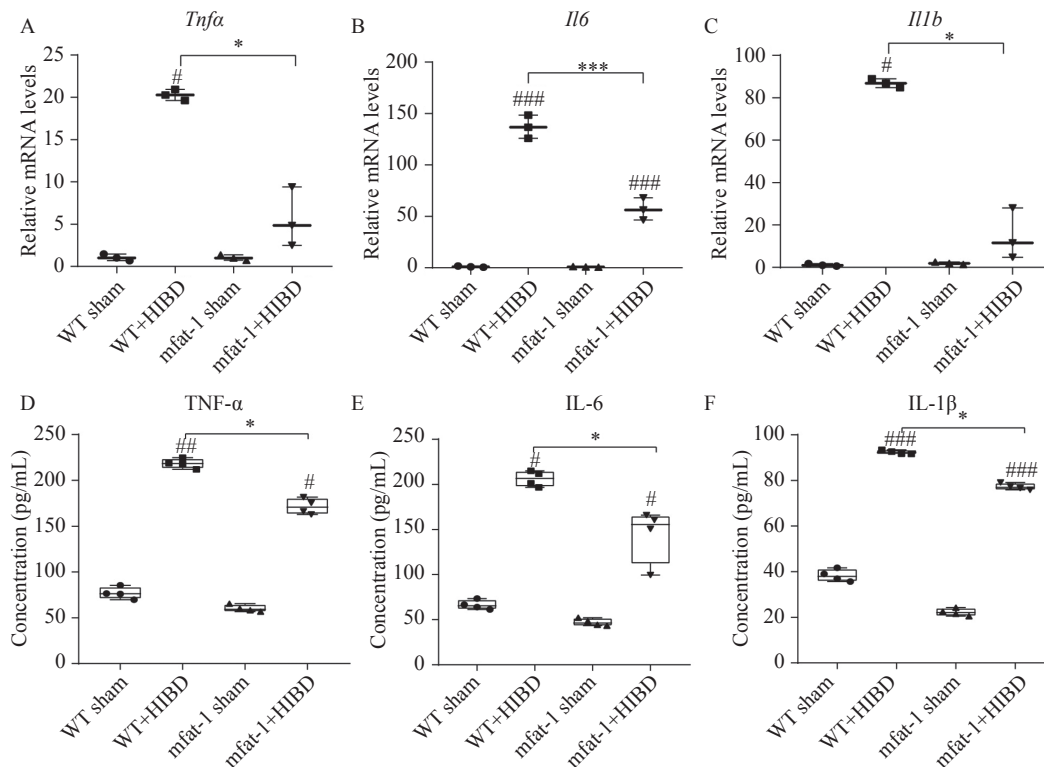 A
Tnfα
Relative mRNA levels
25
20
15
10
5
0
#
*
WT sham
WT+HIBD
mfat-1 sham
mfat-1+HIBD
B
Il6
Relative mRNA levels
200
150
100
50
0
###
***
###
WT sham
WT+HIBD
mfat-1 sham
mfat-1+HIBD
C
Il1b
Relative mRNA levels
100
80
60
40
20
0
#
*
WT sham
WT+HIBD
mfat-1 sham
mfat-1+HIBD
D
TNF-α
Concentration (pg/mL)
250
200
150
100
50
0
##
*
#
WT sham
WT+HIBD
mfat-1 sham
mfat-1+HIBD
E
IL-6
Concentration (pg/mL)
250
200
150
100
50
0
#
*
#
WT sham
WT+HIBD
mfat-1 sham
mfat-1+HIBD
F
IL-1β
Concentration (pg/mL)
100
80
60
40
20
0
###
*
###
WT sham
WT+HIBD
mfat-1 sham
mfat-1+HIBD